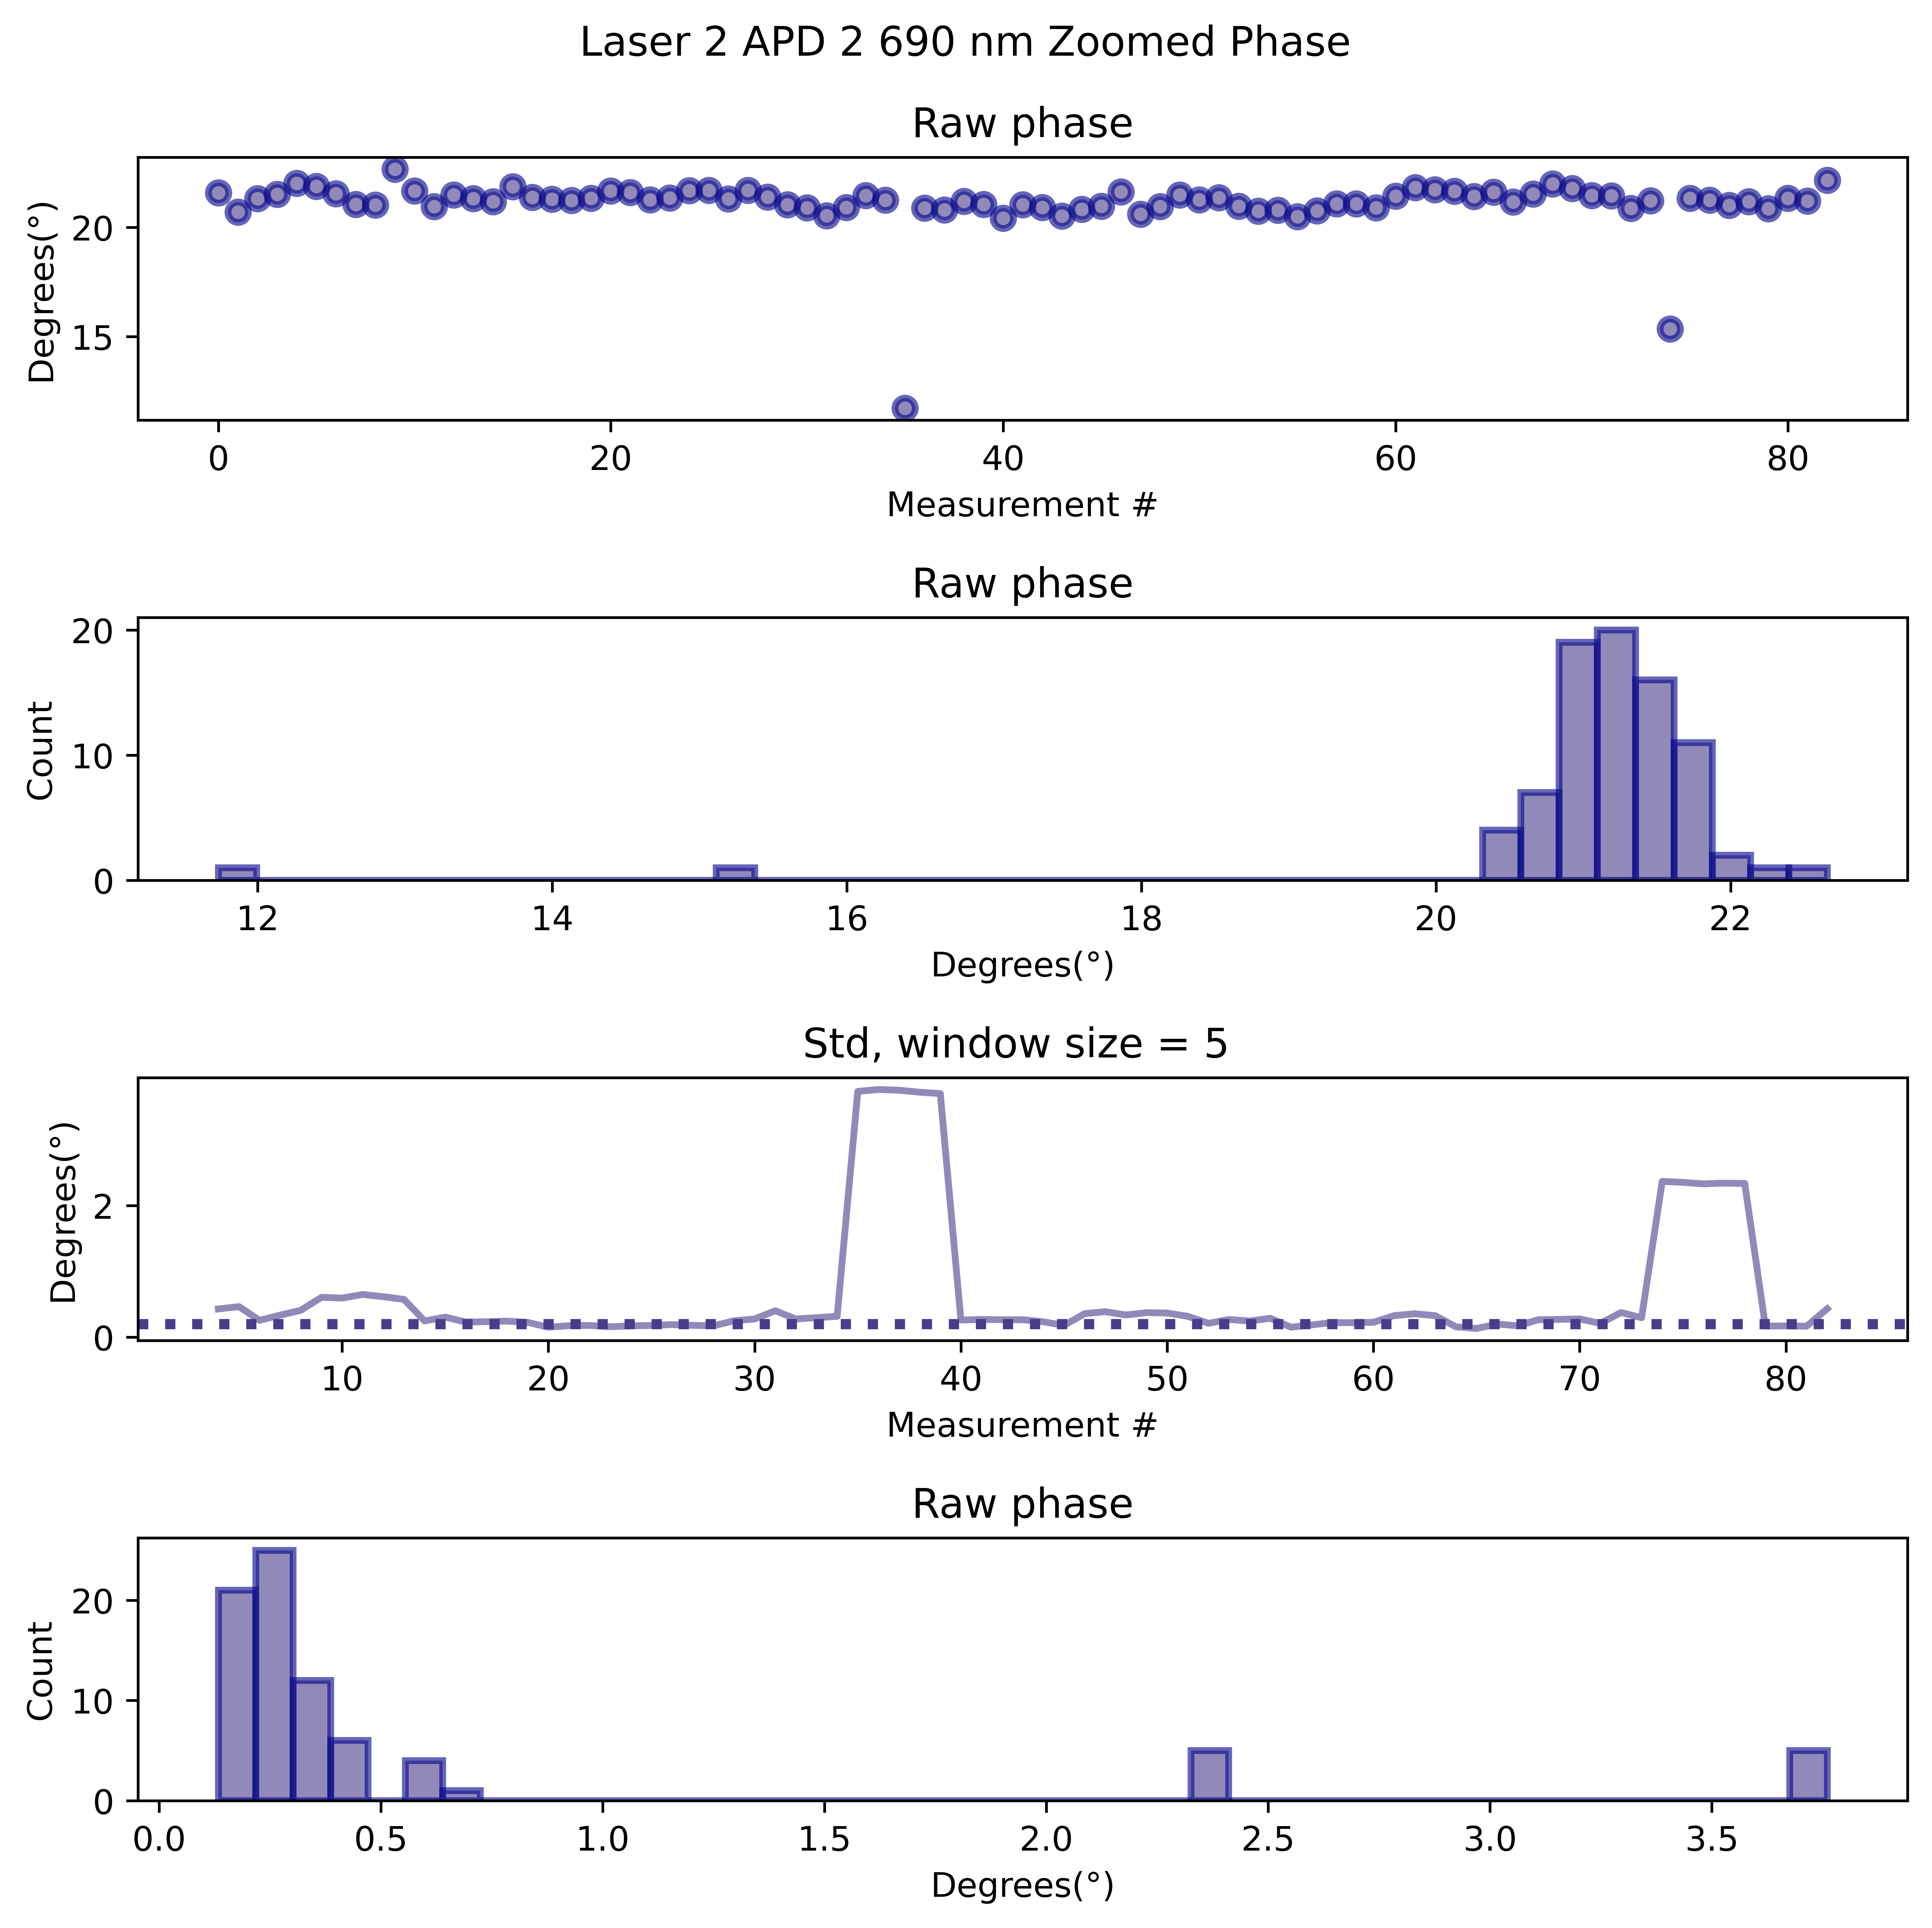 Laser 2 APD 2 690 nm Zoomed Phase
Raw phase
Degrees(°)
20
15
0 20 40 60 80
Measurement #
Raw phase
Count
20
10
0
12 14 16 18 20 22
Degrees(°)
Std, window size = 5
Degrees(°)
2
0
10 20 30 40 50 60 70 80
Measurement #
Raw phase
Count
20
10
0
0.0 0.5 1.0 1.5 2.0 2.5 3.0 3.5
Degrees(°)